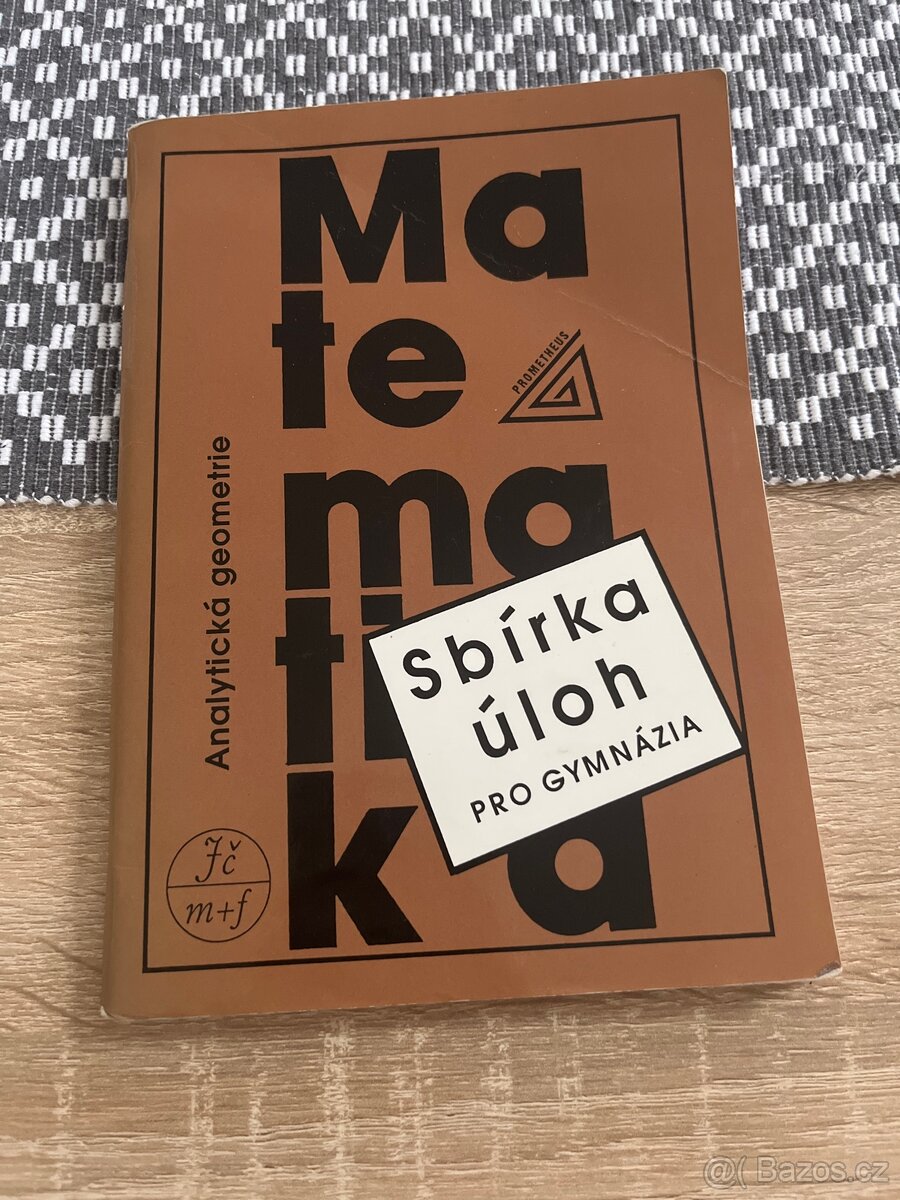 Ma
te
PROMETHEUS
ma
ti
ka
Analytická geometrie
Sbírka
úloh
PRO GYMNÁZIA
Jč
m+f
@( Bazos.cz